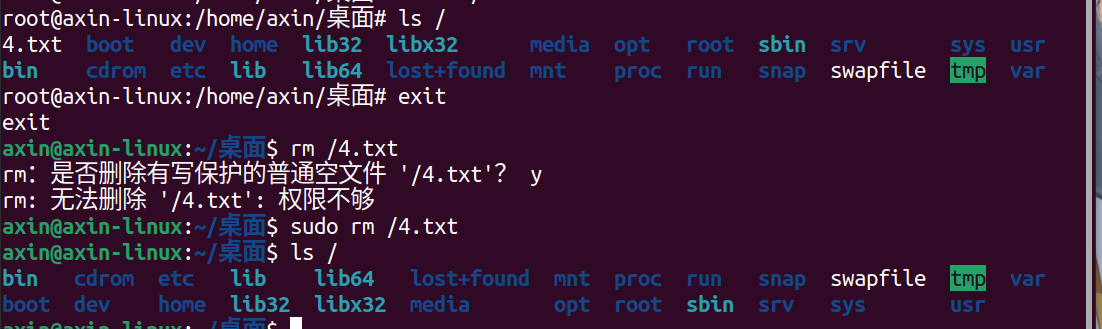 root@axin-linux:/home/axin/桌面# ls /
4.txt boot dev home lib32 libx32 media opt root sbin srv sys usr
bin cdrom etc lib lib64 lost+found mnt proc run snap swapfile tmp var
root@axin-linux:/home/axin/桌面# exit
exit
axin@axin-linux:~/桌面$ rm /4.txt
rm：是否删除有写保护的普通空文件 '/4.txt'？ y
rm: 无法删除 '/4.txt': 权限不够
axin@axin-linux:~/桌面$ sudo rm /4.txt
axin@axin-linux:~/桌面$ ls /
bin cdrom etc lib lib64 lost+found mnt proc run snap swapfile tmp var
boot dev home lib32 libx32 media opt root sbin srv sys usr
axin@axin-linux:~/桌面$